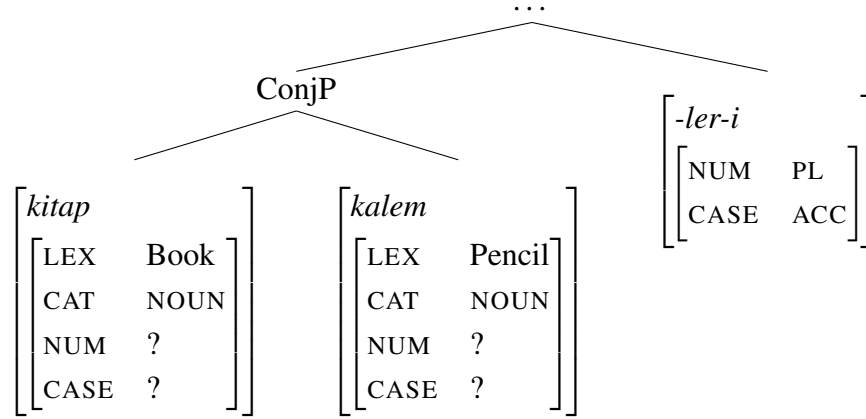 ...
ConjP
-ler-i
NUM PL
CASE ACC
kitap
LEX Book
CAT NOUN
NUM ?
CASE ?
kalem
LEX Pencil
CAT NOUN
NUM ?
CASE ?